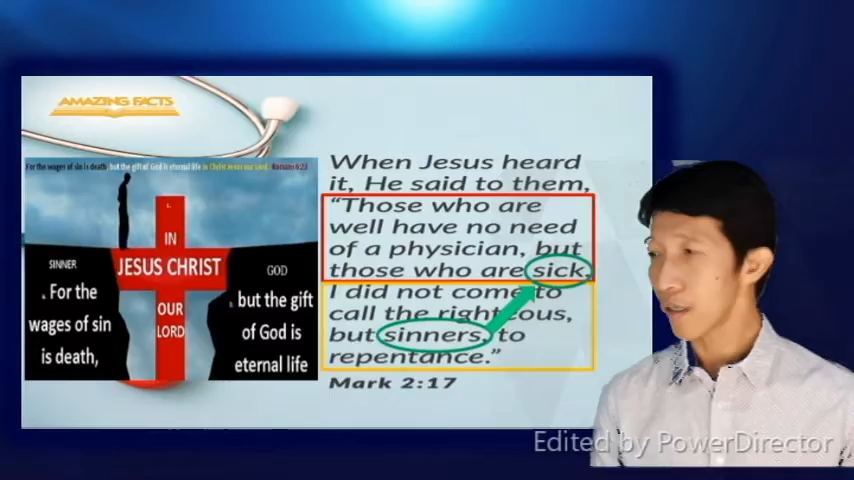 AMAZING FACTS
For the wages of sin is death, but the gift of God is eternal life in Christ Jesus our Lord. Romans 6:23
IN
JESUS CHRIST
OUR
LORD
SINNER
. For the
wages of sin
is death,
GOD
but the gift
of God is
eternal life
When Jesus heard
it, He said to them,
“Those who are
well have no need
of a physician, but
those who are sick,
I did not come to
call the righteous,
but sinners, to
repentance.”
Mark 2:17
Edited by PowerDirector